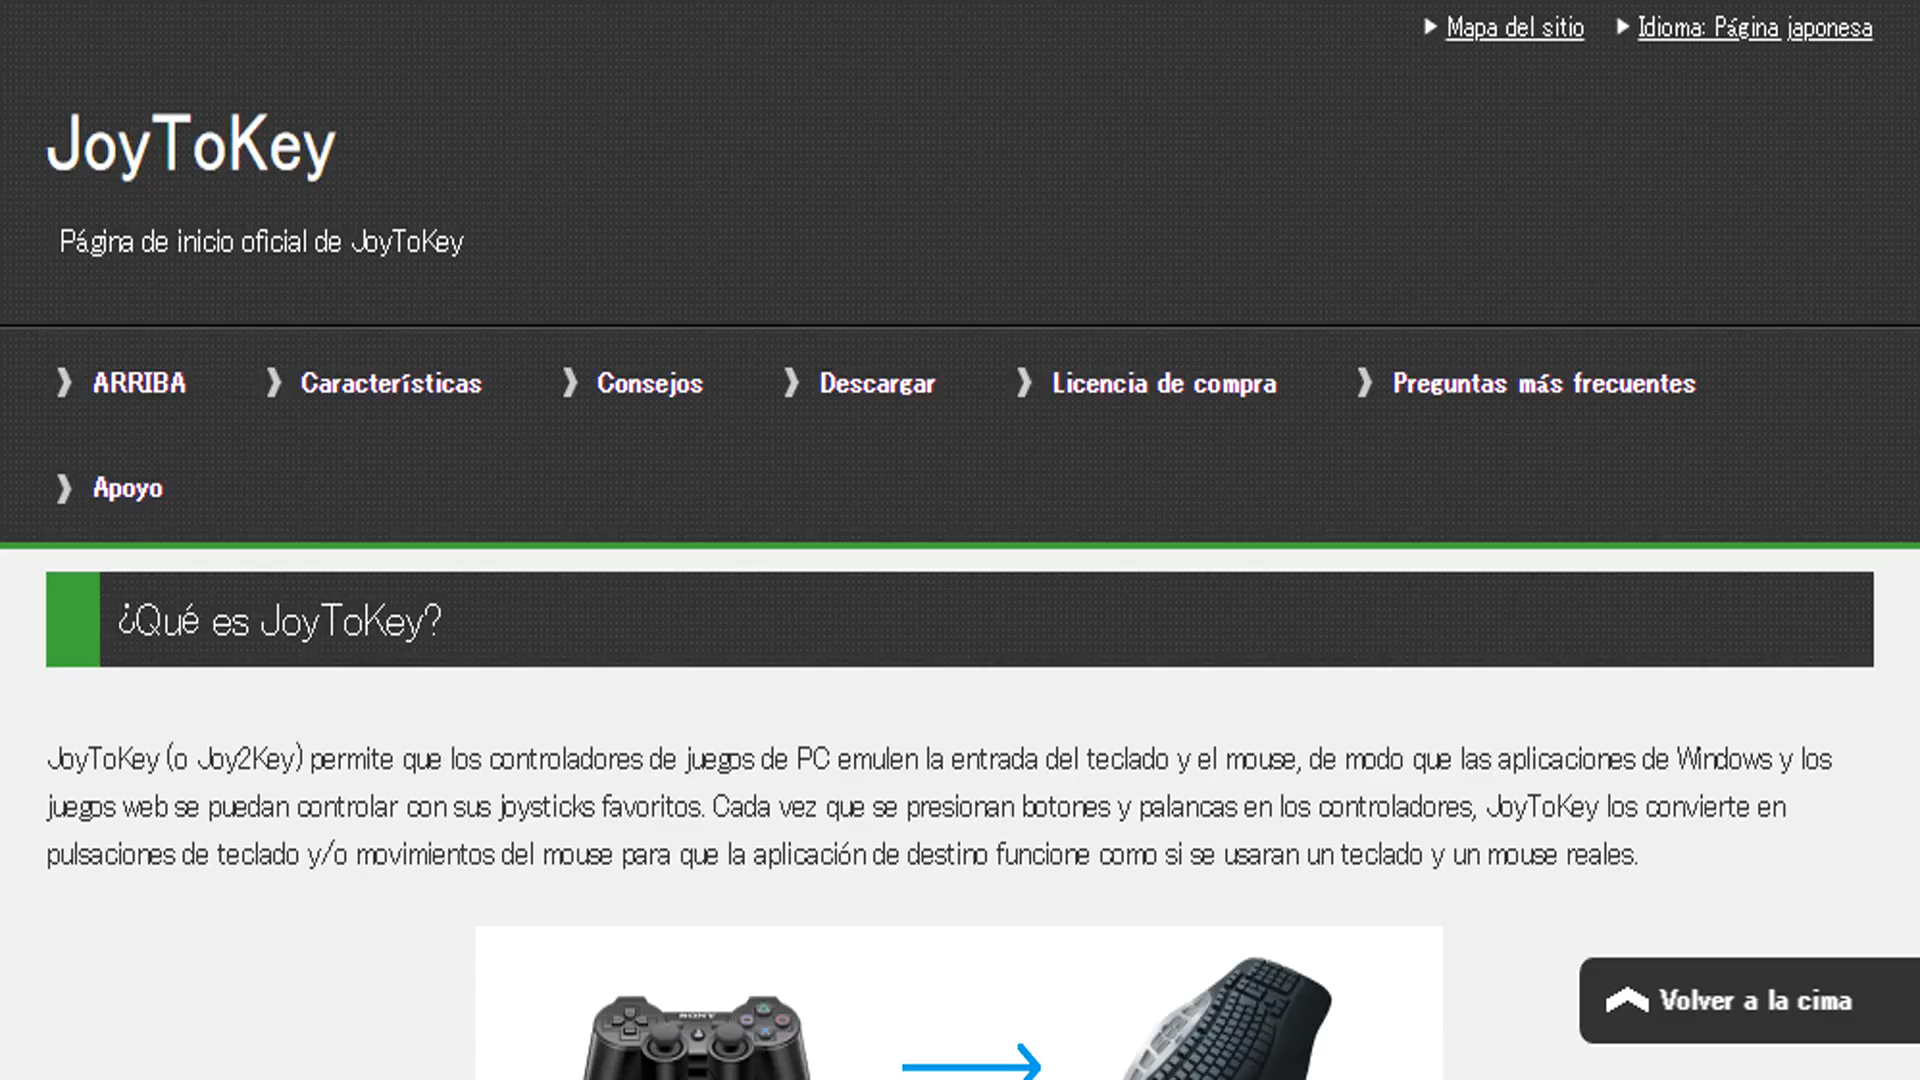 Mapa del sitio Idioma: Página japonesa
JoyToKey
Página de inicio oficial de JoyToKey
ARRIBA Características Consejos Descargar Licencia de compra Preguntas más frecuentes
Apoyo
¿Qué es JoyToKey?
JoyToKey (o Joy2Key) permite que los controladores de juegos de PC emulen la entrada del teclado y el mouse, de modo que las aplicaciones de Windows y los
juegos web se puedan controlar con sus joysticks favoritos. Cada vez que se presionan botones y palancas en los controladores, JoyToKey los convierte en
pulsaciones de teclado y/o movimientos del mouse para que la aplicación de destino funcione como si se usaran un teclado y un mouse reales.
SONY
Volver a la cima